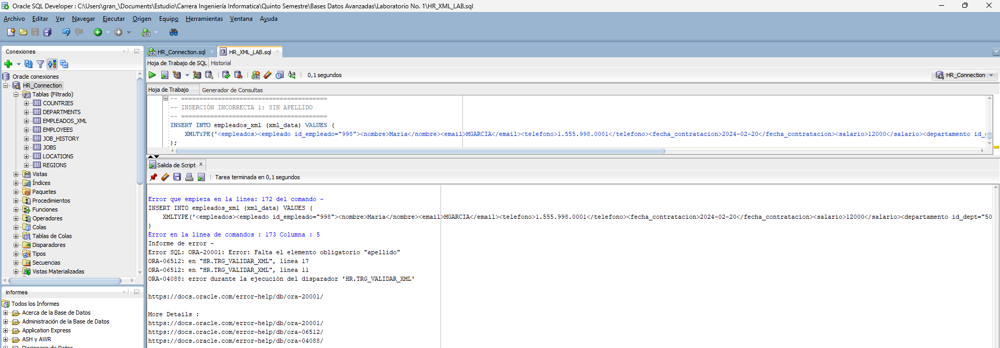 Oracle SQL Developer : C:\Users\gran_\Documents\Estudio\Carrera Ingeniería Informatica\Quinto Semestre\Bases Datos Avanzadas\Laboratorio No. 1\HR_XML_LAB.sql
Archivo Editar Ver Navegar Ejecutar Origen Equipo Herramientas Ventana Ayuda
Conexiones
Oracle conexiones
HR_Connection
Tablas (Filtrado)
COUNTRIES
DEPARTMENTS
EMPLEADOS_XML
EMPLOYEES
JOB_HISTORY
JOBS
LOCATIONS
REGIONS
Vistas
Índices
Paquetes
Procedimientos
Funciones
Operadores
Colas
Tablas de Colas
Disparadores
Tipos
Secuencias
Vistas Materializadas
Informes
Todos los Informes
Acerca de la Base de Datos
Administración de la Base de Datos
Application Express
ASH y AWR
Diccionario de Datos
HR_Connection.sql HR_XML_LAB.sql
Hoja de Trabajo de SQL Historial
0,1 segundos HR_Connection
Hoja de Trabajo Generador de Consultas
-- ========================================
-- INSERCIÓN INCORRECTA 1: SIN APELLIDO
-- ========================================
INSERT INTO empleados_xml (xml_data) VALUES (
XMLTYPE('<empleados><empleado id_empleado="998"><nombre>Maria</nombre><email>MGARCIA</email><telefono>1.555.998.0001</telefono><fecha_contratacion>2024-02-20</fecha_contratacion><salario>12000</salario><departamento id_
);
Salida de Script
Tarea terminada en 0,1 segundos
Error que empieza en la línea: 172 del comando -
INSERT INTO empleados_xml (xml_data) VALUES (
XMLTYPE('<empleados><empleado id_empleado="998"><nombre>Maria</nombre><email>MGARCIA</email><telefono>1.555.998.0001</telefono><fecha_contratacion>2024-02-20</fecha_contratacion><salario>12000</salario><departamento id_dept="50
)
Error en la línea de comandos : 173 Columna : 5
Informe de error -
Error SQL: ORA-20001: Error: Falta el elemento obligatorio "apellido"
ORA-06512: en "HR.TRG_VALIDAR_XML", línea 17
ORA-06512: en "HR.TRG_VALIDAR_XML", línea 11
ORA-04088: error durante la ejecución del disparador 'HR.TRG_VALIDAR_XML'
https://docs.oracle.com/error-help/db/ora-20001/
More Details :
https://docs.oracle.com/error-help/db/ora-20001/
https://docs.oracle.com/error-help/db/ora-06512/
https://docs.oracle.com/error-help/db/ora-04088/